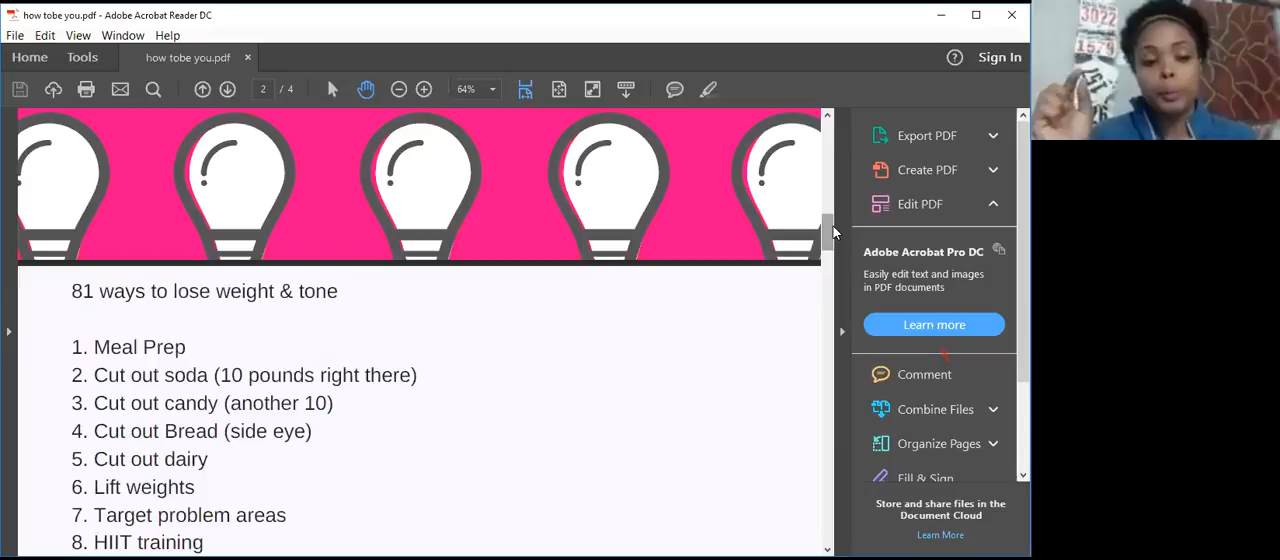 how tobe you.pdf - Adobe Acrobat Reader DC
File Edit View Window Help
Home Tools how tobe you.pdf × ? Sign In
2 / 4 64%
81 ways to lose weight & tone
1. Meal Prep
2. Cut out soda (10 pounds right there)
3. Cut out candy (another 10)
4. Cut out Bread (side eye)
5. Cut out dairy
6. Lift weights
7. Target problem areas
8. HIIT training
Export PDF
Create PDF
Edit PDF
Adobe Acrobat Pro DC
Easily edit text and images
in PDF documents
Learn more
Comment
Combine Files
Organize Pages
Fill & Sign
Store and share files in the
Document Cloud
Learn More
3022
1579